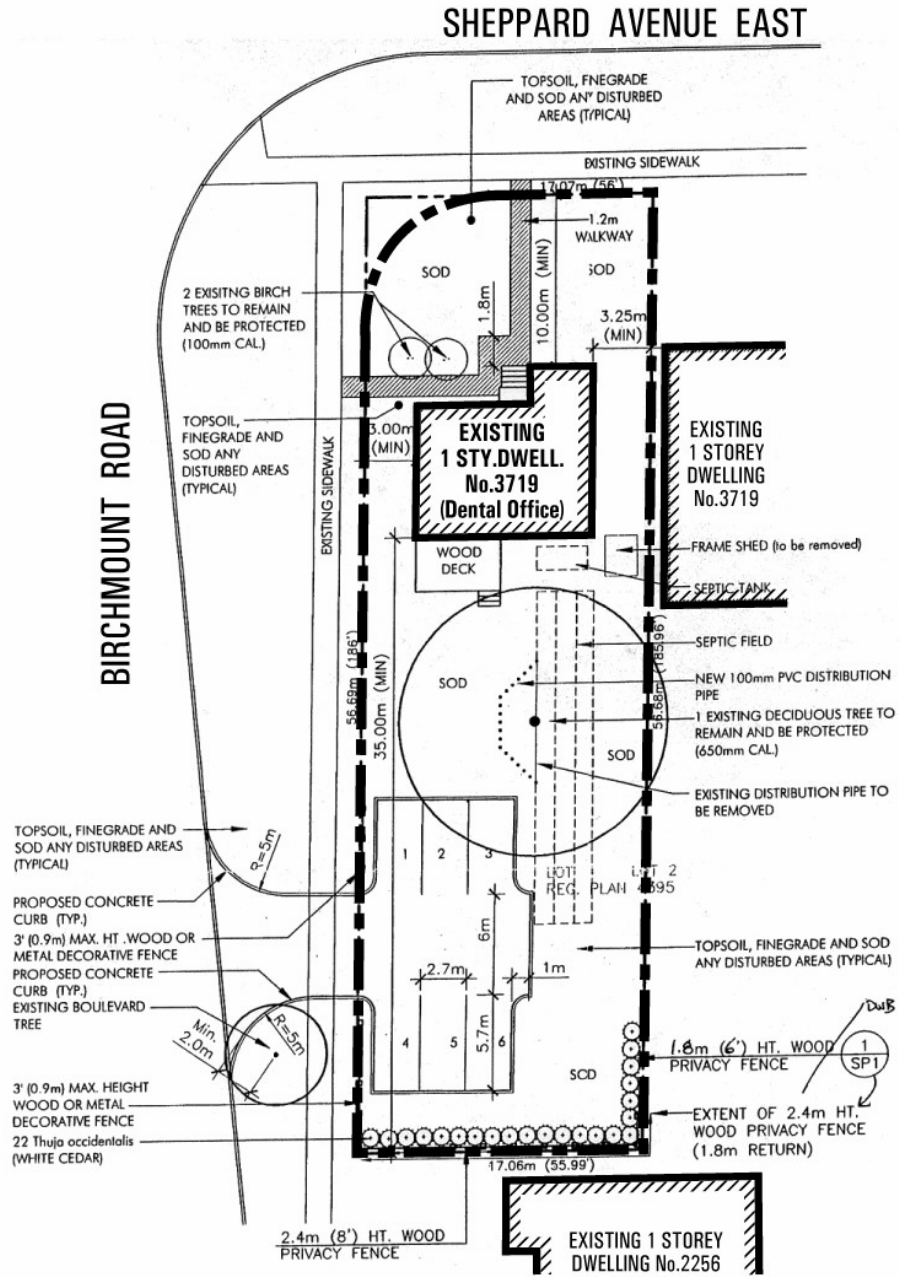 SHEPPARD AVENUE EAST
TOPSOIL, FNEGRADE
AND SOD ANY DISTURBED
AREAS (TYPICAL)
EXISTING SIDEWALK
17.07m (56')
1.2m
WALKWAY
SOD
SOD
10.00m (MIN)
1.8m
3.25m
(MIN)
2 EXISITNG BIRCH
TREES TO REMAIN
AND BE PROTECTED
(100mm CAL.)
BIRCHMOUNT ROAD
EXISTING SIDEWALK
TOPSOIL,
FINEGRADE AND
SOD ANY
DISTURBED AREAS
(TYPICAL)
3.00m
(MIN)
EXISTING
1 STY.DWELL.
No.3719
(Dental Office)
EXISTING
1 STOREY
DWELLING
No.3719
WOOD
DECK
FRAME SHED (to be removed)
SEPTIC TANK
SEPTIC FIELD
56.69m (186')
35.00m (MIN)
56.68m (185.96')
SOD
NEW 100mm PVC DISTRIBUTION
PIPE
1 EXISTING DECIDUOUS TREE TO
REMAIN AND BE PROTECTED
(650mm CAL.)
SOD
EXISTING DISTRIBUTION PIPE TO
BE REMOVED
TOPSOIL, FINEGRADE AND
SOD ANY DISTURBED AREAS
(TYPICAL)
R=5m
1 2 3
LOT LOT 2
REG. PLAN 4395
PROPOSED CONCRETE
CURB (TYP.)
3' (0.9m) MAX. HT .WOOD OR
METAL DECORATIVE FENCE
PROPOSED CONCRETE
CURB (TYP.)
EXISTING BOULEVARD
TREE
6m
2.7m
1m
TOPSOIL, FINEGRADE AND SOD
ANY DISTURBED AREAS (TYPICAL)
Min.
2.0m
R=5m
4 5 6
5.7m
SOD
DWB
1.8m (6') HT. WOOD
PRIVACY FENCE
1
SP1
3' (0.9m) MAX. HEIGHT
WOOD OR METAL
DECORATIVE FENCE
22 Thuja occidentalis
(WHITE CEDAR)
EXTENT OF 2.4m HT.
WOOD PRIVACY FENCE
(1.8m RETURN)
17.06m (55.99')
2.4m (8') HT. WOOD
PRIVACY FENCE
EXISTING 1 STOREY
DWELLING No.2256